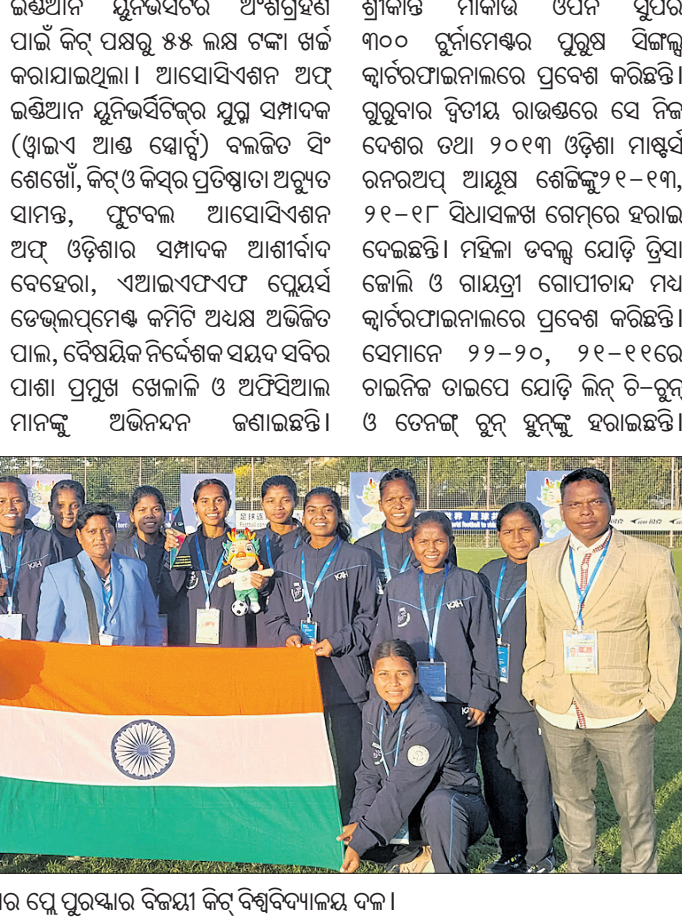 ଇଣ୍ଡିଆନ ୟୁନିଭର୍ସିଟିର ଅଂଶଗ୍ରହଣ
ପାଇଁ କିଟ୍ ପକ୍ଷରୁ ୫୫ ଲକ୍ଷ ଟଙ୍କା ଖର୍ଚ୍ଚ
କରାଯାଇଥିଲା। ଆସୋସିଏଶନ ଅଫ୍
ଇଣ୍ଡିଆନ ୟୁନିଭର୍ସିଟିଜ୍‌ର ଯୁଗ୍ମ ସମ୍ପାଦକ
(ୱାଇଏ ଆଣ୍ଡ ସ୍ପୋର୍ଟ୍ସ) ବଲଜିତ ସିଂ
ଶେଖୋଁ, କିଟ୍ ଓ କିସ୍‌ର ପ୍ରତିଷ୍ଠାତା ଅଚ୍ୟୁତ
ସାମନ୍ତ, ଫୁଟବଲ ଆସୋସିଏଶନ
ଅଫ୍ ଓଡ଼ିଶାର ସମ୍ପାଦକ ଆଶୀର୍ବାଦ
ବେହେରା, ଏଆଇଏଫଏଫ ପ୍ଲେୟର୍ସ
ଡେଭ୍‌ଲପ୍‌ମେଣ୍ଟ କମିଟି ଅଧ୍ୟକ୍ଷ ଅଭିଜିତ
ପାଲ, ବୈଷୟିକ ନିର୍ଦ୍ଦେଶକ ସୟଦ ସବିର
ପାଶା ପ୍ରମୁଖ ଖେଳାଳି ଓ ଅଫିସିଆଲ
ମାନଙ୍କୁ ଅଭିନନ୍ଦନ ଜଣାଇଛନ୍ତି।
ଶ୍ରୀକାନ୍ତ ମାକାଉ ଓପନ ସୁପର
୩୦୦ ଟୁର୍ନାମେଣ୍ଟର ପୁରୁଷ ସିଙ୍ଗଲ୍ସ
କ୍ୱାର୍ଟରଫାଇନାଲରେ ପ୍ରବେଶ କରିଛନ୍ତି।
ଗୁରୁବାର ଦ୍ୱିତୀୟ ରାଉଣ୍ଡରେ ସେ ନିଜ
ଦେଶର ତଥା ୨୦୧୩ ଓଡ଼ିଶା ମାଷ୍ଟର୍ସ
ରନରଅପ୍ ଆୟୂଷ ଶେଟ୍ଟିଙ୍କୁ ୨୧-୧୩,
୨୧-୧୮ ସିଧାସଳଖ ଗେମ୍‌ରେ ହରାଇ
ଦେଇଛନ୍ତି। ମହିଳା ଡବଲ୍ସ ଯୋଡ଼ି ତ୍ରିସା
ଜୋଲି ଓ ଗାୟତ୍ରୀ ଗୋପୀଚାନ୍ଦ ମଧ୍ୟ
କ୍ୱାର୍ଟରଫାଇନାଲରେ ପ୍ରବେଶ କରିଛନ୍ତି।
ସେମାନେ ୨୨-୨୦, ୨୧-୧୧ରେ
ଚାଇନିଜ ତାଇପେ ଯୋଡ଼ି ଲିନ୍ ଚି-ଚୁନ୍
ଓ ତେନଙ୍ଗ୍ ଚୁନ୍ ହୁନ୍‌ଙ୍କୁ ହରାଇଛନ୍ତି।
ର ପ୍ଲେ ପୁରସ୍କାର ବିଜୟୀ କିଟ୍ ବିଶ୍ୱବିଦ୍ୟାଳୟ ଦଳ।